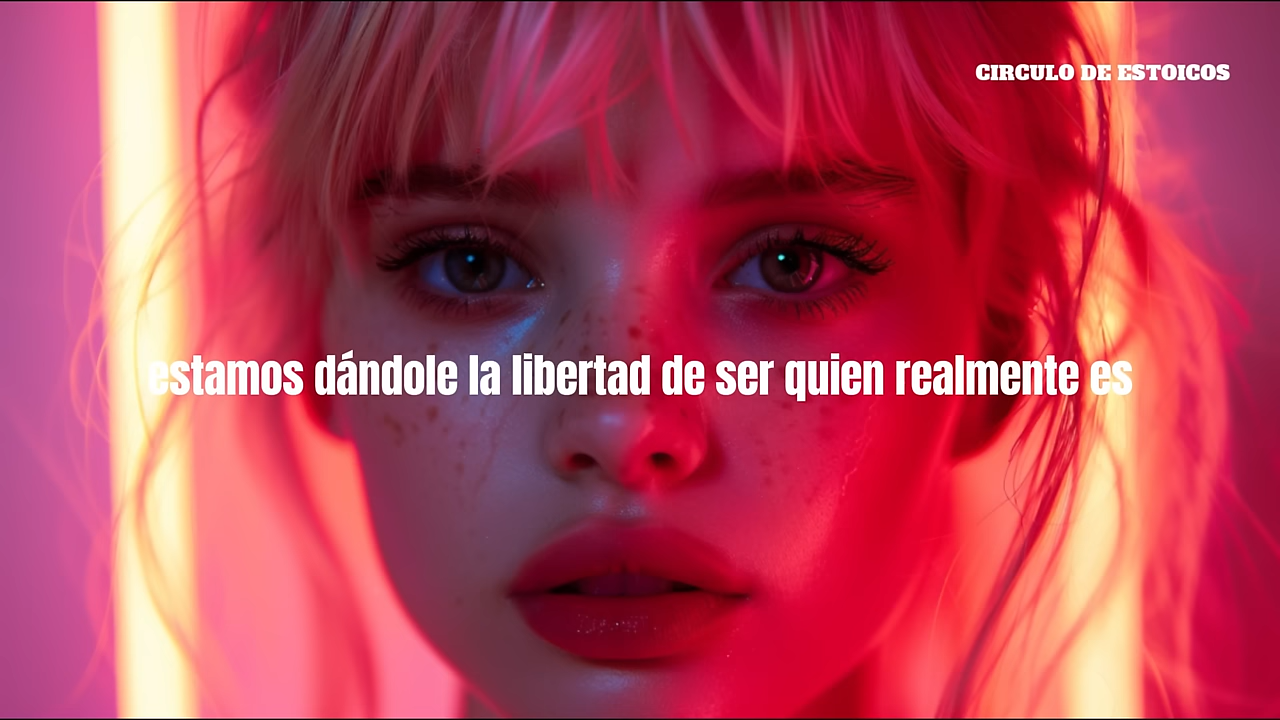 CIRCULO DE ESTOICOS
estamos dándole la libertad de ser quien realmente es